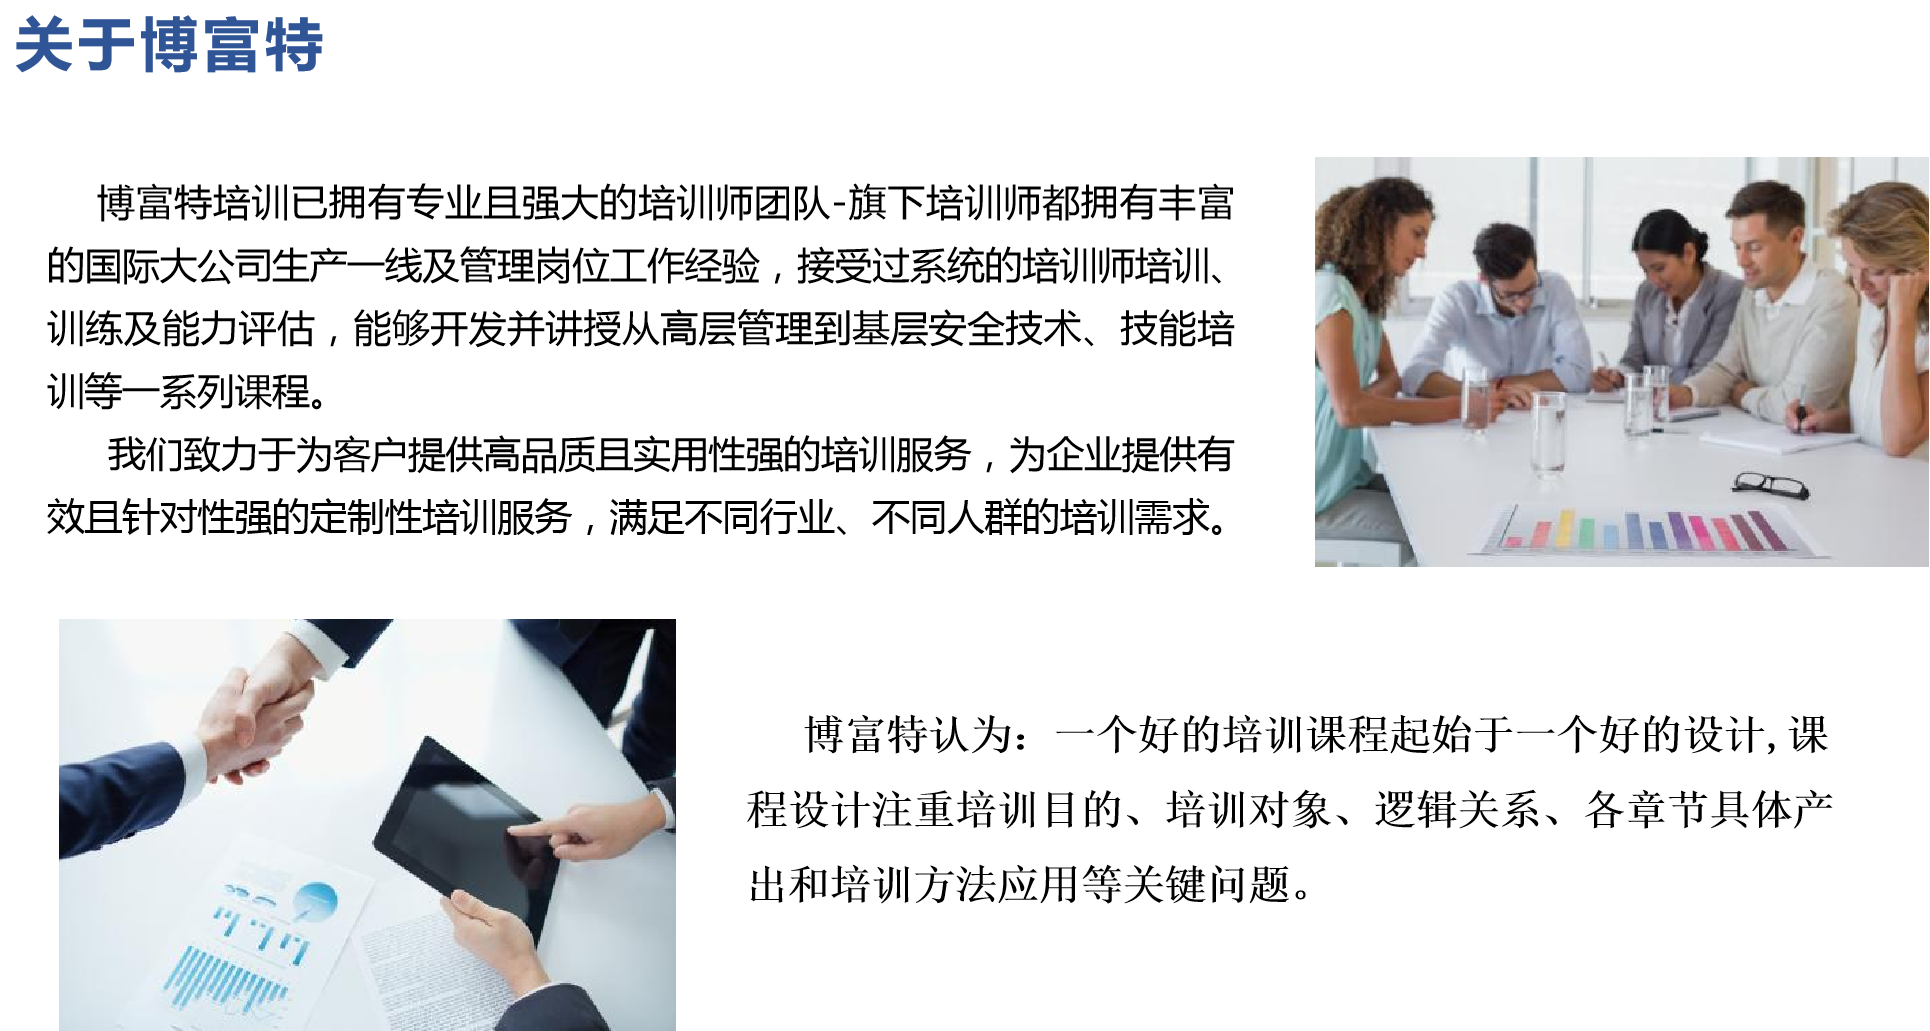 关于博富特
博富特培训已拥有专业且强大的培训师团队-旗下培训师都拥有丰富
的国际大公司生产一线及管理岗位工作经验，接受过系统的培训师培训、
训练及能力评估，能够开发并讲授从高层管理到基层安全技术、技能培
训等一系列课程。
我们致力于为客户提供高品质且实用性强的培训服务，为企业提供有
效且针对性强的定制性培训服务，满足不同行业、不同人群的培训需求。
博富特认为：一个好的培训课程起始于一个好的设计,课
程设计注重培训目的、培训对象、逻辑关系、各章节具体产
出和培训方法应用等关键问题。